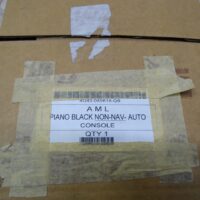 A M L
PIANO BLACK NON-NAV- AUTO
CONSOLE
QTY 1